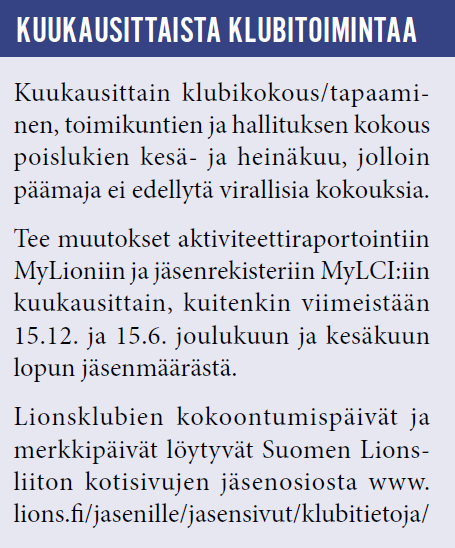 KUUKAUSITTAISTA KLUBITOIMINTAA
Kuukausittain klubikokous/tapaami-
nen, toimikuntien ja hallituksen kokous
poislukien kesä- ja heinäkuu, jolloin
päämaja ei edellytä virallisia kokouksia.
Tee muutokset aktiviteettiraportointiin
MyLioniin ja jäsenrekisteriin MyLCI:iin
kuukausittain, kuitenkin viimeistään
15.12. ja 15.6. joulukuun ja kesäkuun
lopun jäsenmäärästä.
Lionsklubien kokoontumispäivät ja
merkkipäivät löytyvät Suomen Lions-
liiton kotisivujen jäsenosiosta www.
lions.fi/jasenille/jasensivut/klubitietoja/